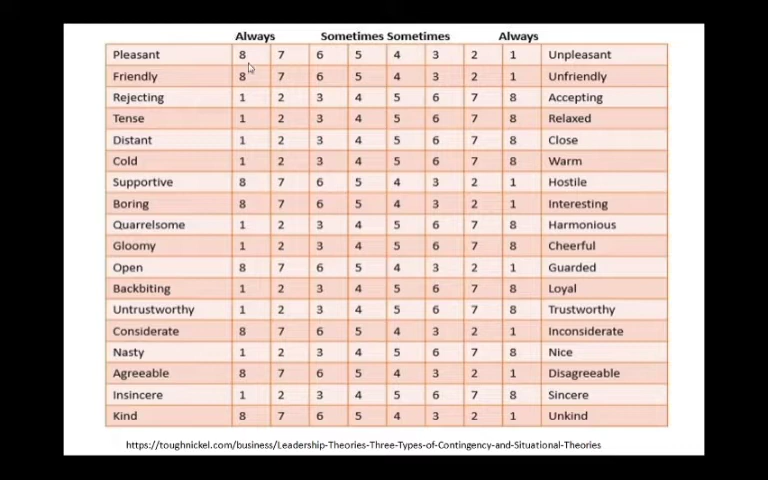 Always Sometimes Sometimes Always
Pleasant 8 7 6 5 4 3 2 1 Unpleasant
Friendly 8 7 6 5 4 3 2 1 Unfriendly
Rejecting 1 2 3 4 5 6 7 8 Accepting
Tense 1 2 3 4 5 6 7 8 Relaxed
Distant 1 2 3 4 5 6 7 8 Close
Cold 1 2 3 4 5 6 7 8 Warm
Supportive 8 7 6 5 4 3 2 1 Hostile
Boring 8 7 6 5 4 3 2 1 Interesting
Quarrelsome 1 2 3 4 5 6 7 8 Harmonious
Gloomy 1 2 3 4 5 6 7 8 Cheerful
Open 8 7 6 5 4 3 2 1 Guarded
Backbiting 1 2 3 4 5 6 7 8 Loyal
Untrustworthy 1 2 3 4 5 6 7 8 Trustworthy
Considerate 8 7 6 5 4 3 2 1 Inconsiderate
Nasty 1 2 3 4 5 6 7 8 Nice
Agreeable 8 7 6 5 4 3 2 1 Disagreeable
Insincere 1 2 3 4 5 6 7 8 Sincere
Kind 8 7 6 5 4 3 2 1 Unkind
https://toughnickel.com/business/Leadership-Theories-Three-Types-of-Contingency-and-Situational-Theories